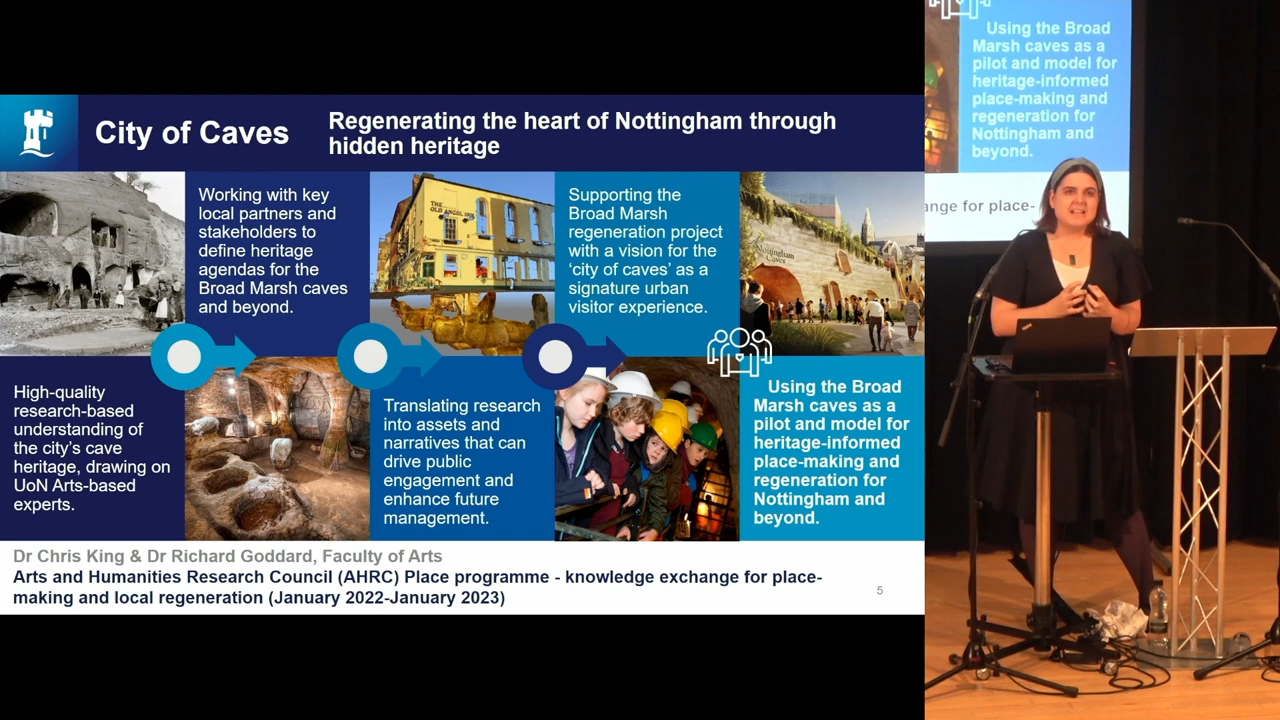 City of Caves
Regenerating the heart of Nottingham through
hidden heritage
Working with key
local partners and
stakeholders to
define heritage
agendas for the
Broad Marsh caves
and beyond.
THE
OLD ANGEL INN
Supporting the
Broad Marsh
regeneration project
with a vision for the
‘city of caves’ as a
signature urban
visitor experience.
Nottingham
Caves
High-quality
research-based
understanding of
the city’s cave
heritage, drawing on
UoN Arts-based
experts.
Translating research
into assets and
narratives that can
drive public
engagement and
enhance future
management.
Using the Broad
Marsh caves as a
pilot and model for
heritage-informed
place-making and
regeneration for
Nottingham and
beyond.
Dr Chris King & Dr Richard Goddard, Faculty of Arts
Arts and Humanities Research Council (AHRC) Place programme - knowledge exchange for place-
making and local regeneration (January 2022-January 2023)
5
Using the Broad
Marsh caves as a
pilot and model for
heritage-informed
place-making and
regeneration for
Nottingham and
beyond.
ange for place-